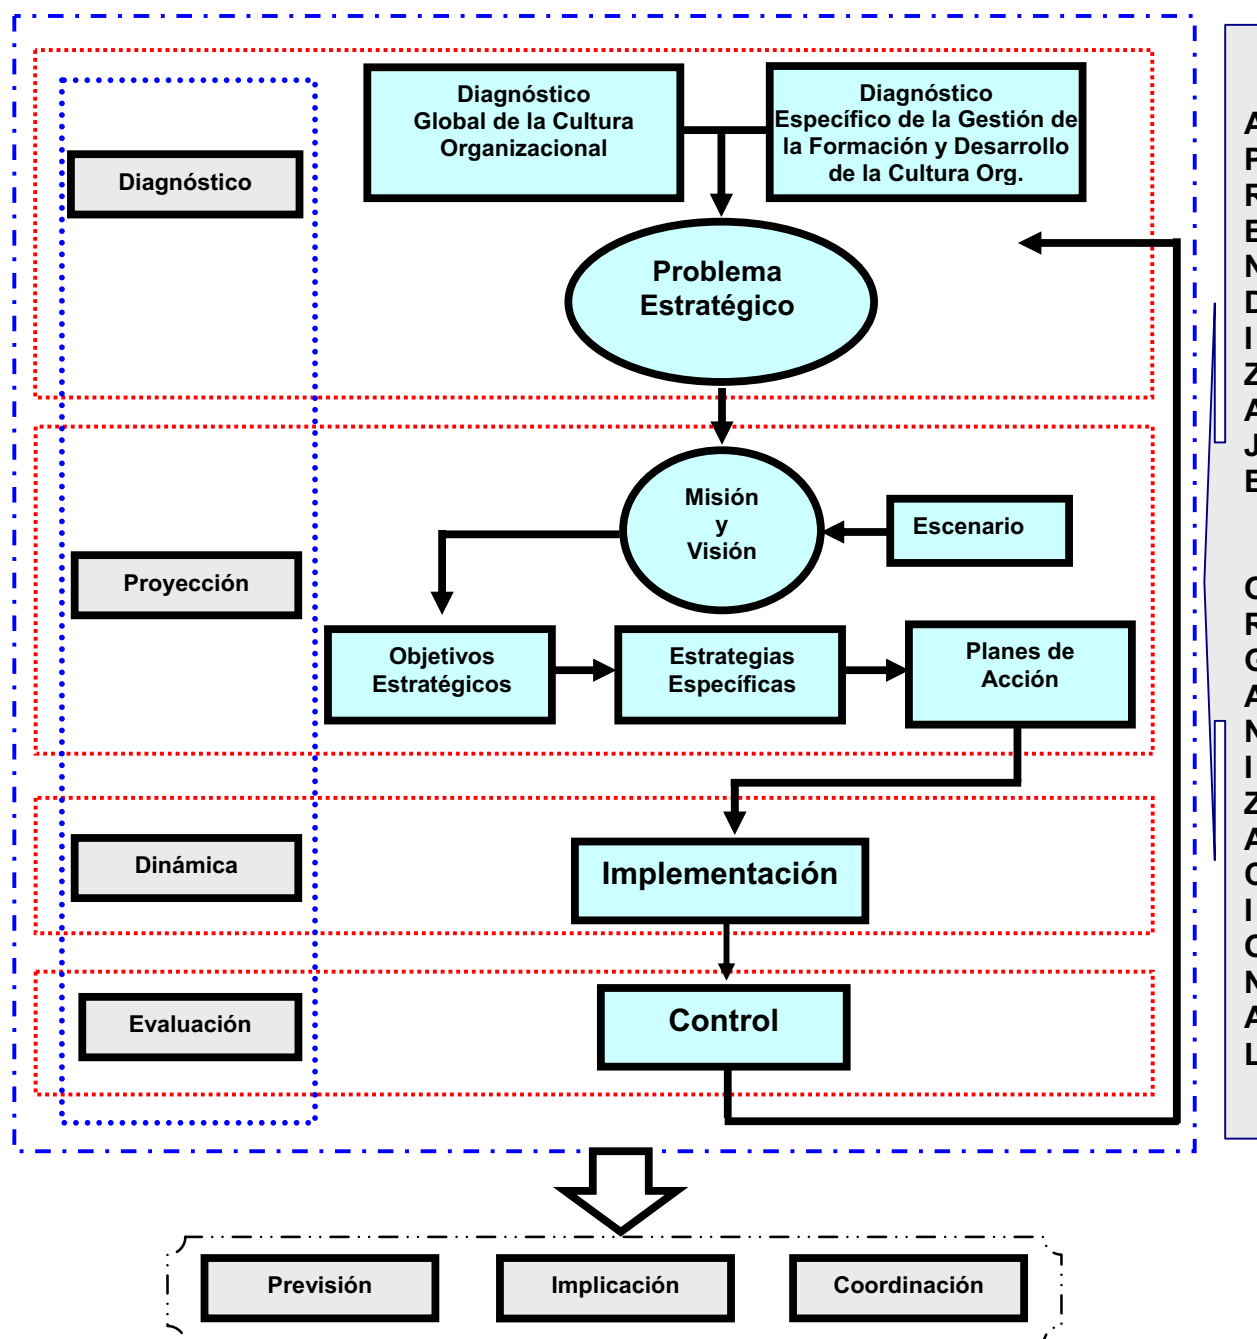 Diagnóstico
Global de la Cultura
Organizacional
Diagnóstico
Específico de la Gestión de
la Formación y Desarrollo
de la Cultura Org.
Diagnóstico
Problema
Estratégico
Misión
y
Visión
Escenario
Proyección
Objetivos
Estratégicos
Estrategias
Específicas
Planes de
Acción
Dinámica
Implementación
Evaluación
Control
Previsión
Implicación
Coordinación
A
P
R
E
N
D
I
Z
A
J
E
O
R
G
A
N
I
Z
A
C
I
O
N
A
L